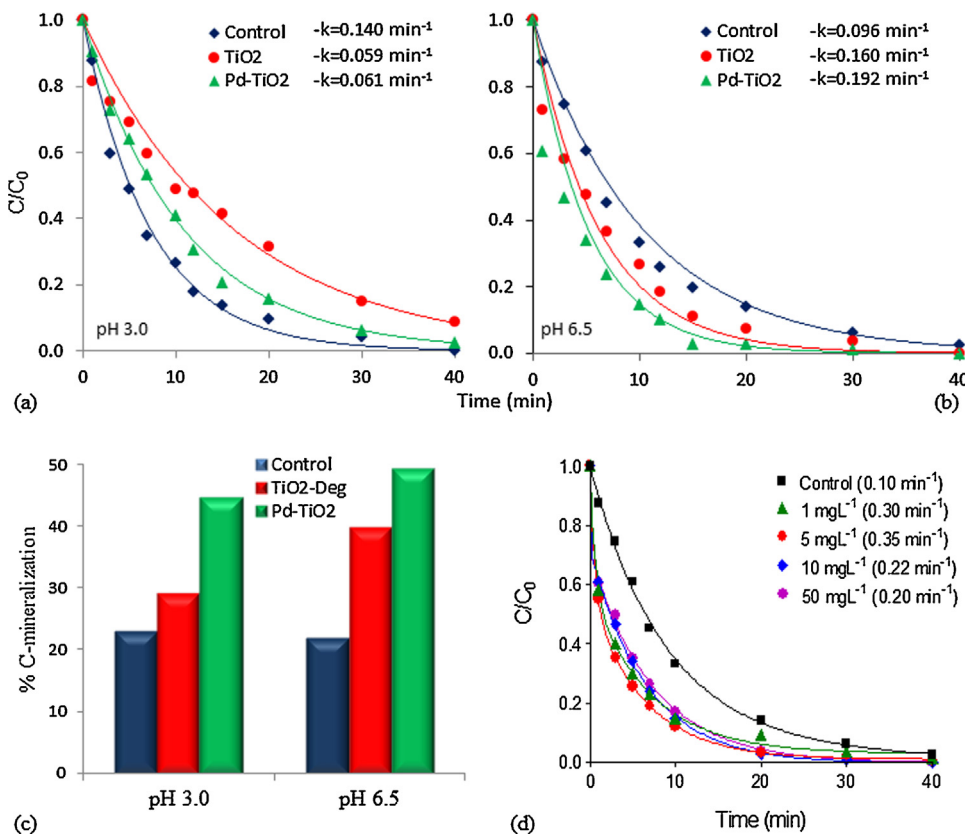 Control -k=0.140 min⁻¹
TiO2 -k=0.059 min⁻¹
Pd-TiO2 -k=0.061 min⁻¹
C/C₀
1.0
0.8
0.6
0.4
0.2
0.0
pH 3.0
0 10 20 30 40
(a)
Control -k=0.096 min⁻¹
TiO2 -k=0.160 min⁻¹
Pd-TiO2 -k=0.192 min⁻¹
1.0
0.8
0.6
0.4
0.2
0.0
pH 6.5
0 10 20 30 40
(b)
Time (min)
% C-mineralization
50
40
30
20
10
0
Control
TiO2-Deg
Pd-TiO2
pH 3.0 pH 6.5
(c)
C/C₀
1.0
0.8
0.6
0.4
0.2
0.0
Control (0.10 min⁻¹)
1 mgL⁻¹ (0.30 min⁻¹)
5 mgL⁻¹ (0.35 min⁻¹)
10 mgL⁻¹ (0.22 min⁻¹)
50 mgL⁻¹ (0.20 min⁻¹)
0 10 20 30 40
Time (min)
(d)